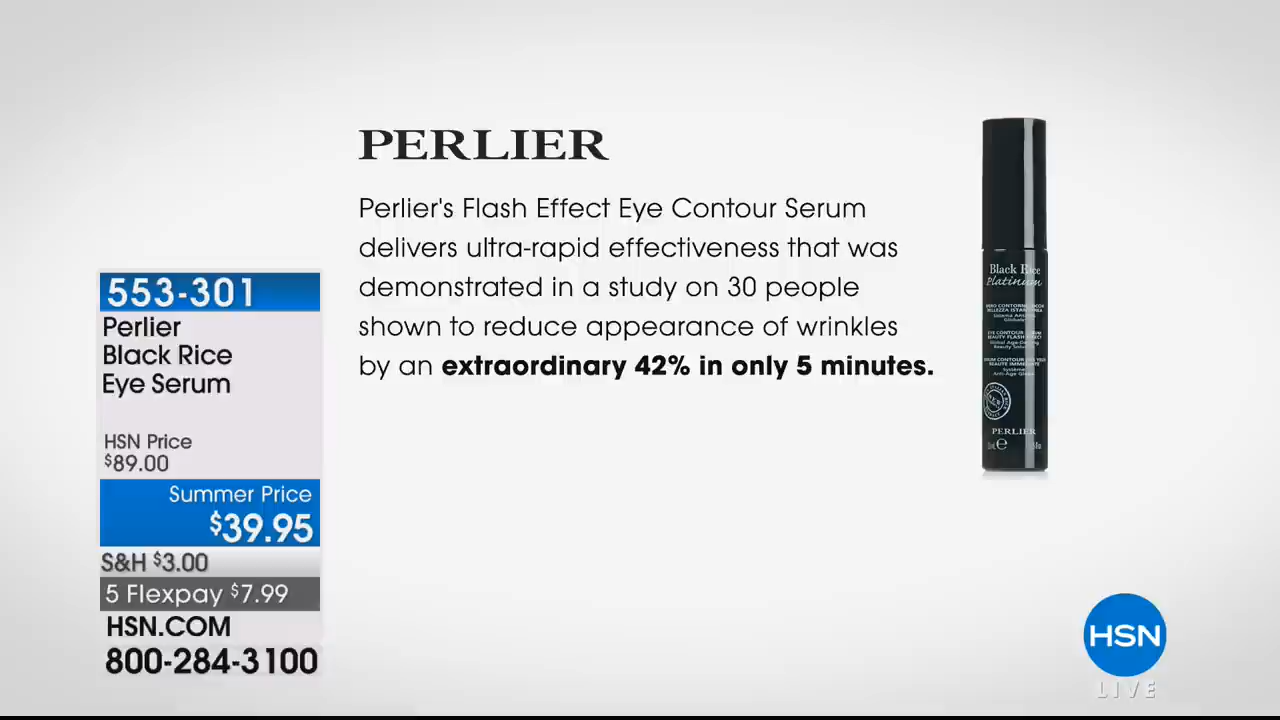 PERLIER
Perlier's Flash Effect Eye Contour Serum
delivers ultra-rapid effectiveness that was
demonstrated in a study on 30 people
shown to reduce appearance of wrinkles
by an extraordinary 42% in only 5 minutes.
553-301
Perlier
Black Rice
Eye Serum
HSN Price
$89.00
Summer Price
$39.95
S&H $3.00
5 Flexpay $7.99
HSN.COM
800-284-3100
Black Rice
Platinum
PERLIER
HSN
LIVE